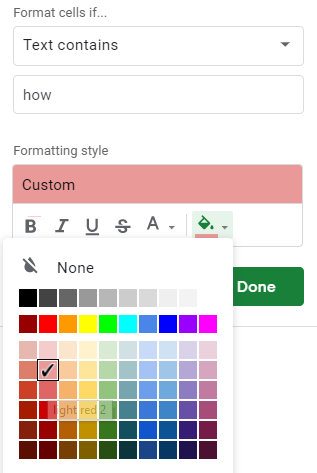 Format cells if...
Text contains
how
Formatting style
Custom
B I U S A
None
Done
light red 2